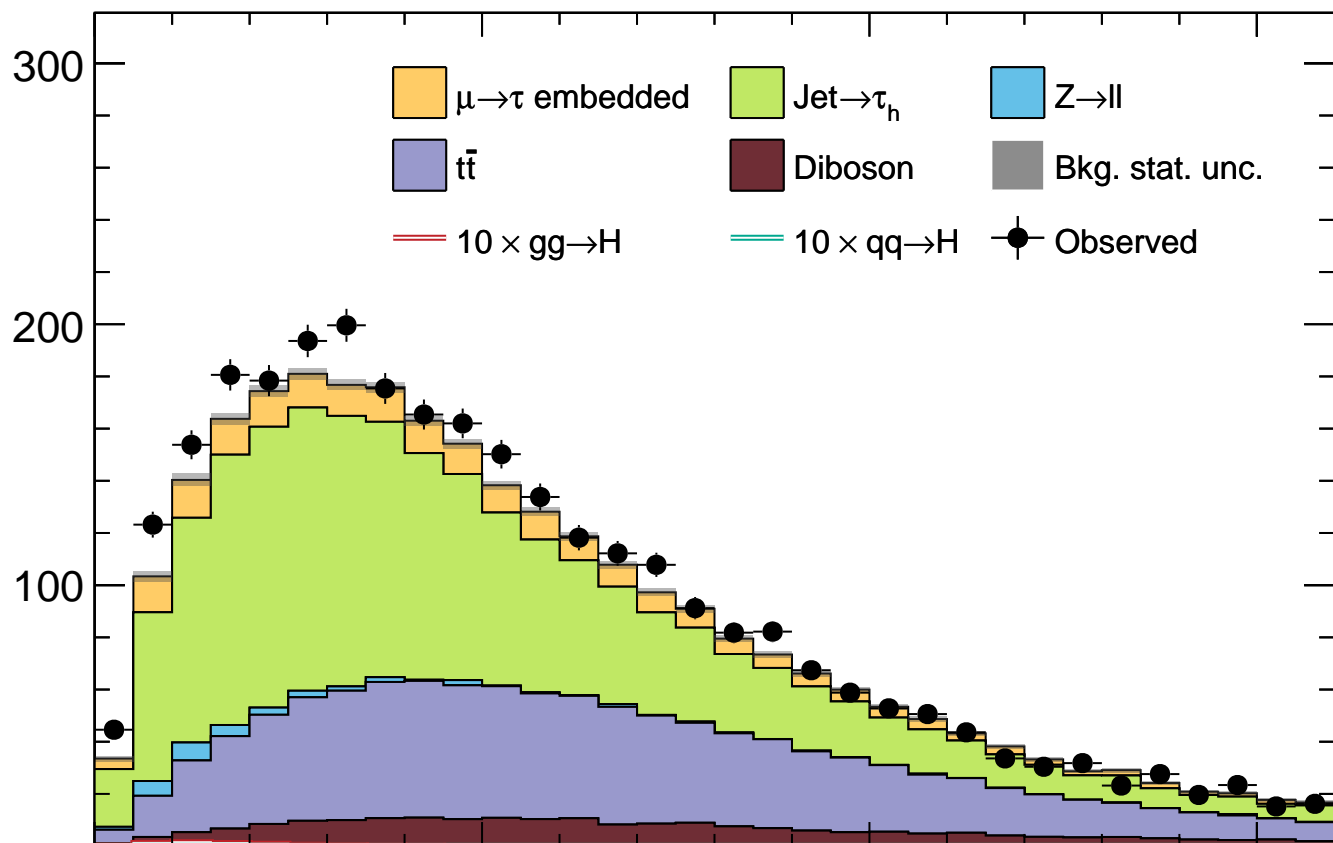 300
μ→τ embedded Jet→τₕ Z→ll
tt̄ Diboson Bkg. stat. unc.
10 × gg→H 10 × qq→H Observed
200
100